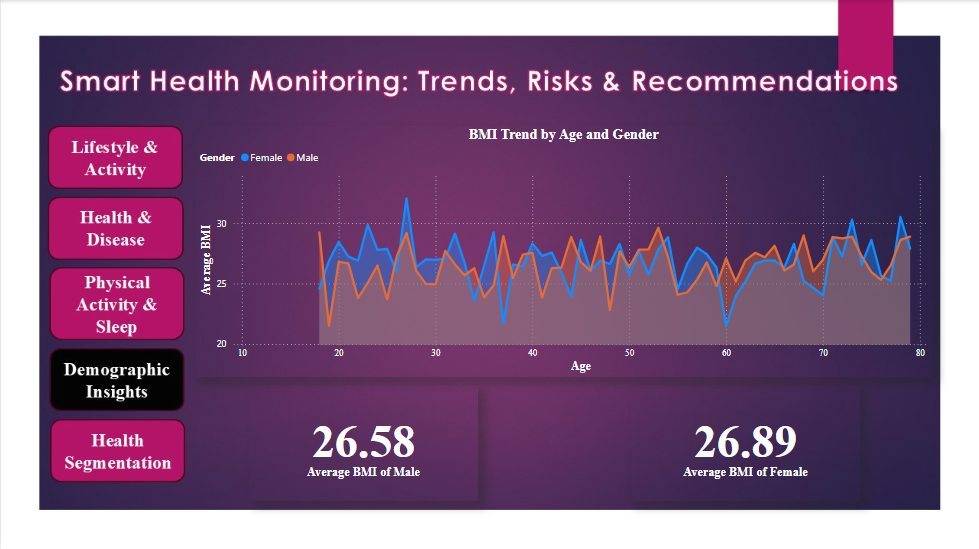 Smart Health Monitoring: Trends, Risks & Recommendations
Lifestyle &
Activity
Health &
Disease
Physical
Activity &
Sleep
Demographic
Insights
Health
Segmentation
BMI Trend by Age and Gender
Gender Female Male
Average BMI
30
25
20
10 20 30 40 50 60 70 80
Age
26.58
Average BMI of Male
26.89
Average BMI of Female